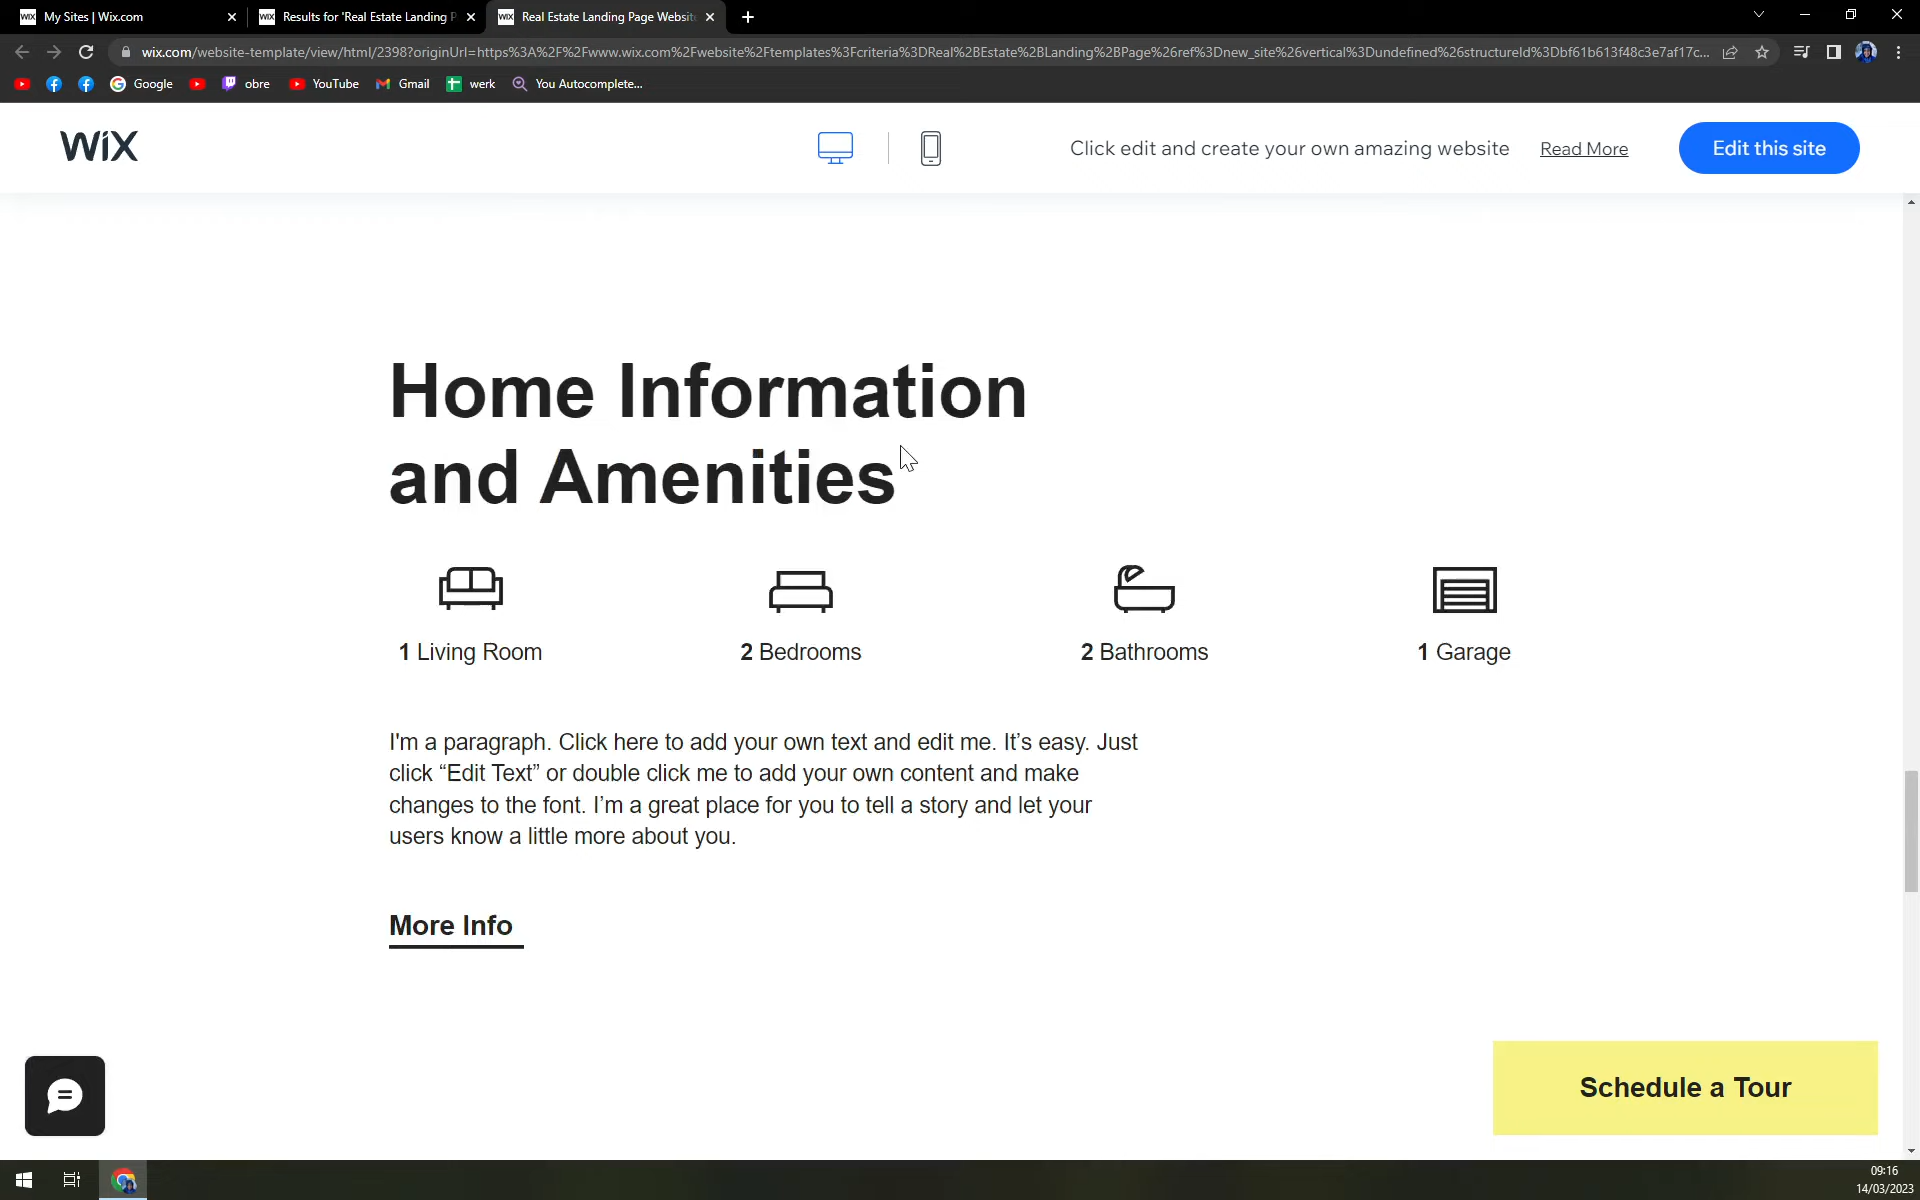 WIX My Sites | Wix.com
WIX Results for 'Real Estate Landing P
WIX Real Estate Landing Page Websit
wix.com/website-template/view/html/2398?originUrl=https%3A%2F%2Fwww.wix.com%2Fwebsite%2Ftemplates%3Fcriteria%3DReal%2BEstate%2BLanding%2BPage%26ref%3Dnew_site%26vertical%3Dundefined%26structureId%3Dbf61b613f48c3e7af17c...
Google
obre
YouTube
Gmail
werk
You Autocomplete...
WiX
Click edit and create your own amazing website
Read More
Edit this site
Home Information
and Amenities
1 Living Room
2 Bedrooms
2 Bathrooms
1 Garage
I'm a paragraph. Click here to add your own text and edit me. It’s easy. Just
click “Edit Text” or double click me to add your own content and make
changes to the font. I’m a great place for you to tell a story and let your
users know a little more about you.
More Info
Schedule a Tour
09:16
14/03/2023